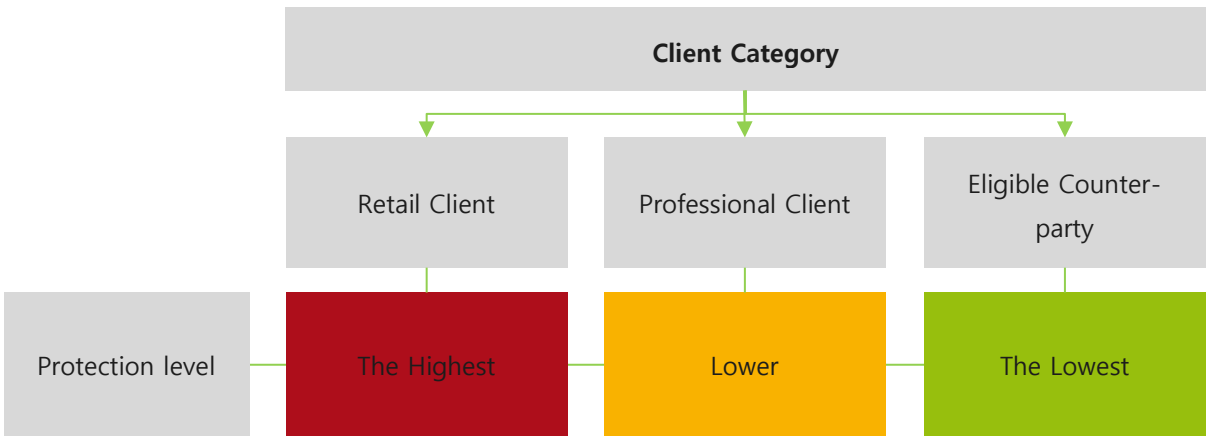 Client Category
Retail Client
Professional Client
Eligible Counter-
party
Protection level
The Highest
Lower
The Lowest